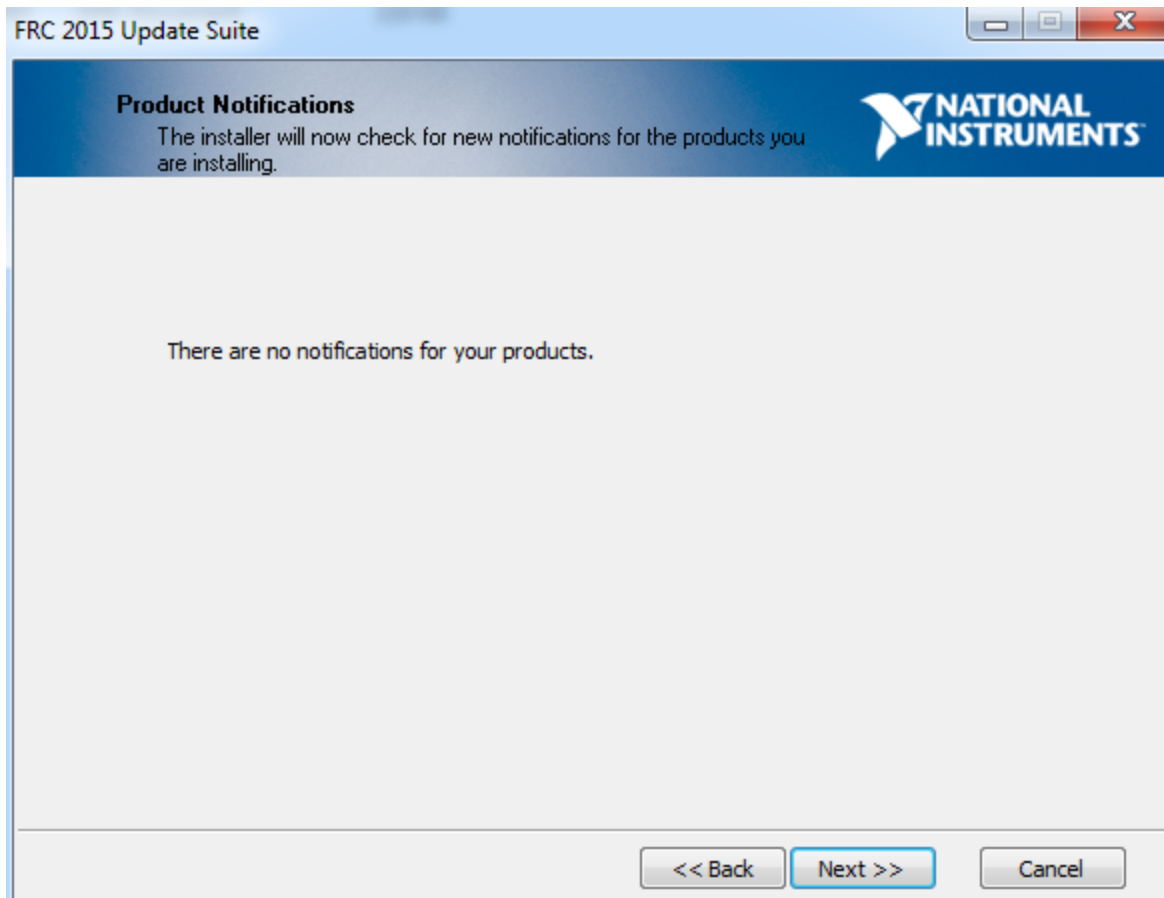 FRC 2015 Update Suite
Product Notifications
The installer will now check for new notifications for the products you
are installing.
NATIONAL
INSTRUMENTS™
There are no notifications for your products.
<< Back
Next >>
Cancel